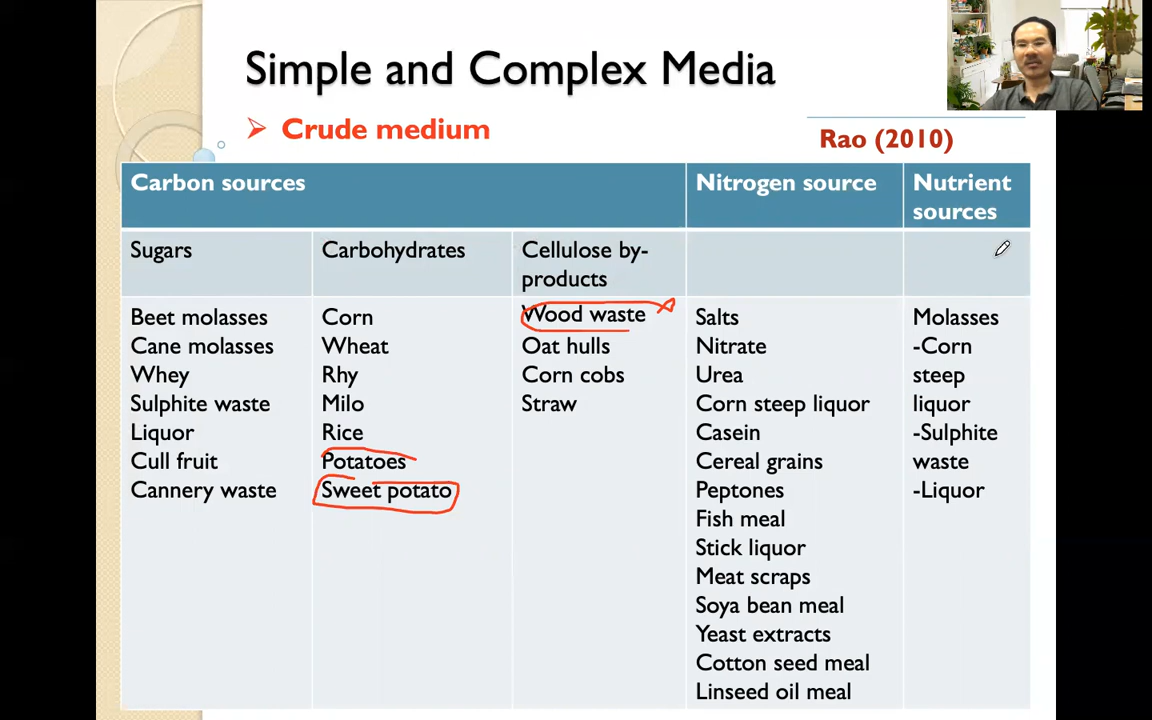 Simple and Complex Media
Crude medium
Rao (2010)
Carbon sources
Nitrogen source
Nutrient
sources
Sugars
Carbohydrates
Cellulose by-
products
Beet molasses
Cane molasses
Whey
Sulphite waste
Liquor
Cull fruit
Cannery waste
Corn
Wheat
Rhy
Milo
Rice
Potatoes
Sweet potato
Wood waste
Oat hulls
Corn cobs
Straw
Salts
Nitrate
Urea
Corn steep liquor
Casein
Cereal grains
Peptones
Fish meal
Stick liquor
Meat scraps
Soya bean meal
Yeast extracts
Cotton seed meal
Linseed oil meal
Molasses
-Corn
steep
liquor
-Sulphite
waste
-Liquor